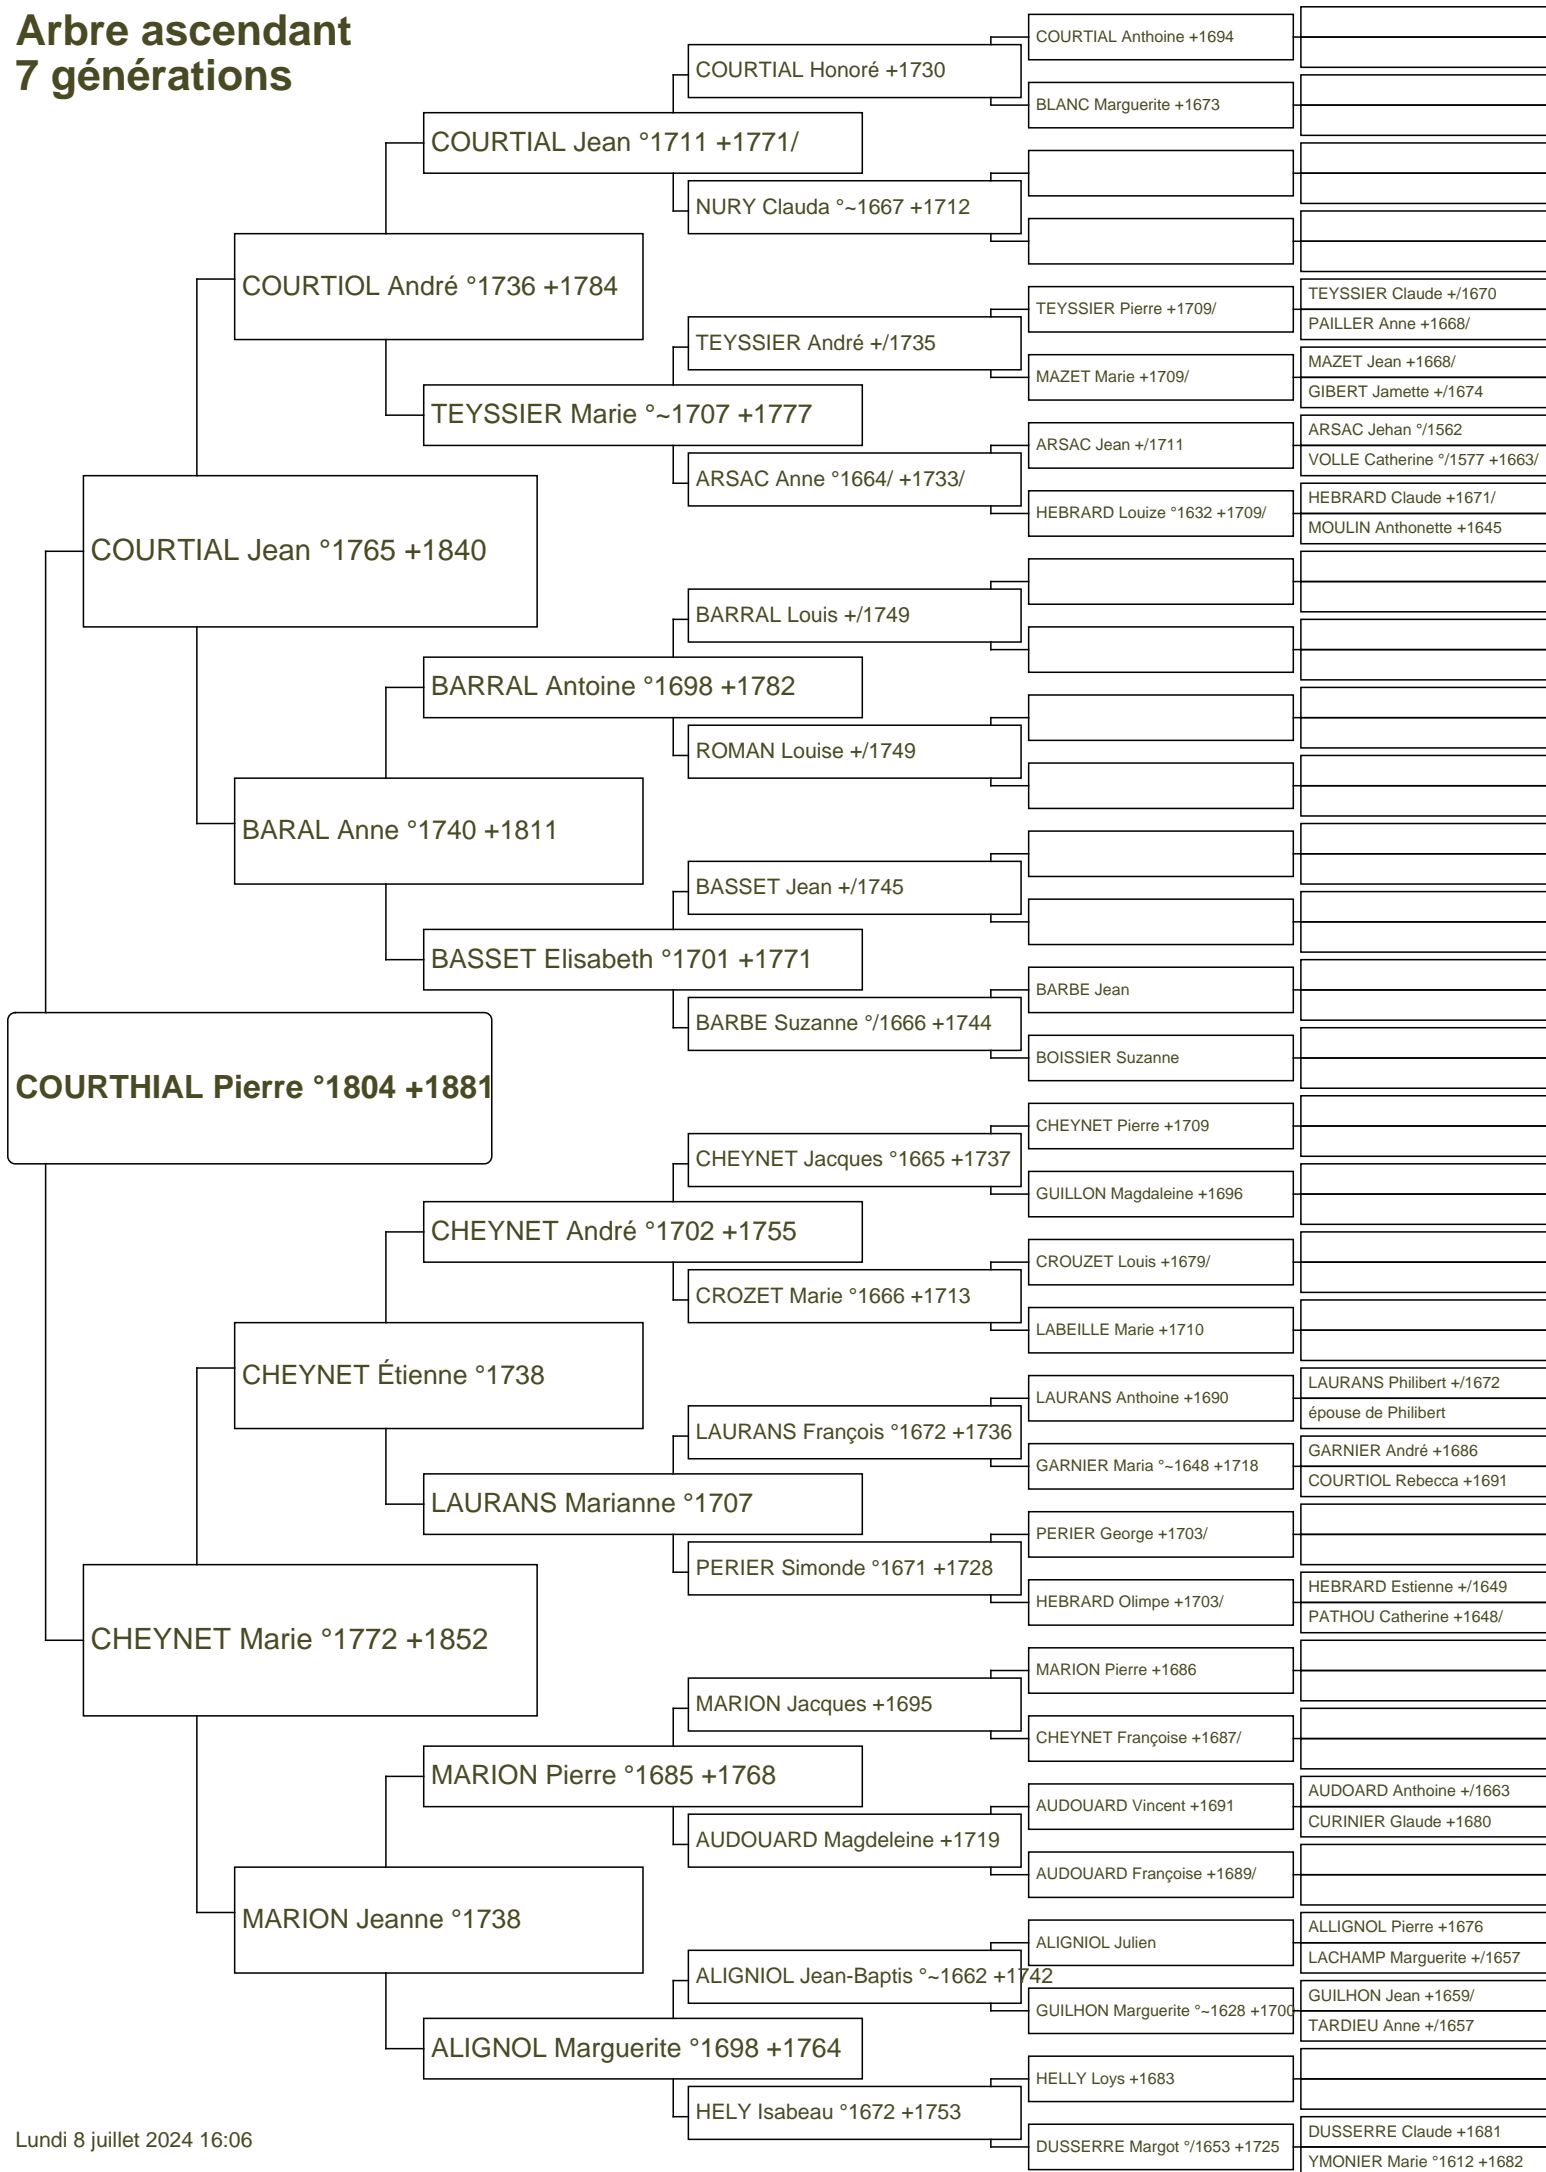 Arbre ascendant
7 générations
COURTHIAL Pierre °1804 +1881
COURTIAL Jean °1765 +1840
CHEYNET Marie °1772 +1852
COURTIOL André °1736 +1784
BARAL Anne °1740 +1811
CHEYNET Étienne °1738
MARION Jeanne °1738
COURTIAL Jean °1711 +1771/
TEYSSIER Marie °~1707 +1777
BARRAL Antoine °1698 +1782
BASSET Elisabeth °1701 +1771
CHEYNET André °1702 +1755
LAURANS Marianne °1707
MARION Pierre °1685 +1768
ALIGNOL Marguerite °1698 +1764
COURTIAL Honoré +1730
NURY Clauda °~1667 +1712
TEYSSIER André +/1735
ARSAC Anne °1664/ +1733/
BARRAL Louis +/1749
ROMAN Louise +/1749
BASSET Jean +/1745
BARBE Suzanne °/1666 +1744
CHEYNET Jacques °1665 +1737
CROZET Marie °1666 +1713
LAURANS François °1672 +1736
PERIER Simonde °1671 +1728
MARION Jacques +1695
AUDOUARD Magdeleine +1719
ALIGNIOL Jean-Baptis °~1662 +1742
HELY Isabeau °1672 +1753
COURTIAL Anthoine +1694
BLANC Marguerite +1673
TEYSSIER Pierre +1709/
MAZET Marie +1709/
ARSAC Jean +/1711
HEBRARD Louize °1632 +1709/
BARBE Jean
BOISSIER Suzanne
CHEYNET Pierre +1709
GUILLON Magdaleine +1696
CROUZET Louis +1679/
LABEILLE Marie +1710
LAURANS Anthoine +1690
GARNIER Maria °~1648 +1718
PERIER George +1703/
HEBRARD Olimpe +1703/
MARION Pierre +1686
CHEYNET Françoise +1687/
AUDOUARD Vincent +1691
AUDOUARD Françoise +1689/
ALIGNIOL Julien
GUILHON Marguerite °~1628 +1700
HELLY Loys +1683
DUSSERRE Margot °/1653 +1725
TEYSSIER Claude +/1670
PAILLER Anne +1668/
MAZET Jean +1668/
GIBERT Jamette +/1674
ARSAC Jehan °/1562
VOLLE Catherine °/1577 +1663/
HEBRARD Claude +1671/
MOULIN Anthonette +1645
LAURANS Philibert +/1672
épouse de Philibert
GARNIER André +1686
COURTIOL Rebecca +1691
HEBRARD Estienne +/1649
PATHOU Catherine +1648/
AUDOARD Anthoine +/1663
CURINIER Glaude +1680
ALLIGNOL Pierre +1676
LACHAMP Marguerite +/1657
GUILHON Jean +1659/
TARDIEU Anne +/1657
DUSSERRE Claude +1681
YMONIER Marie °1612 +1682
Lundi 8 juillet 2024 16:06